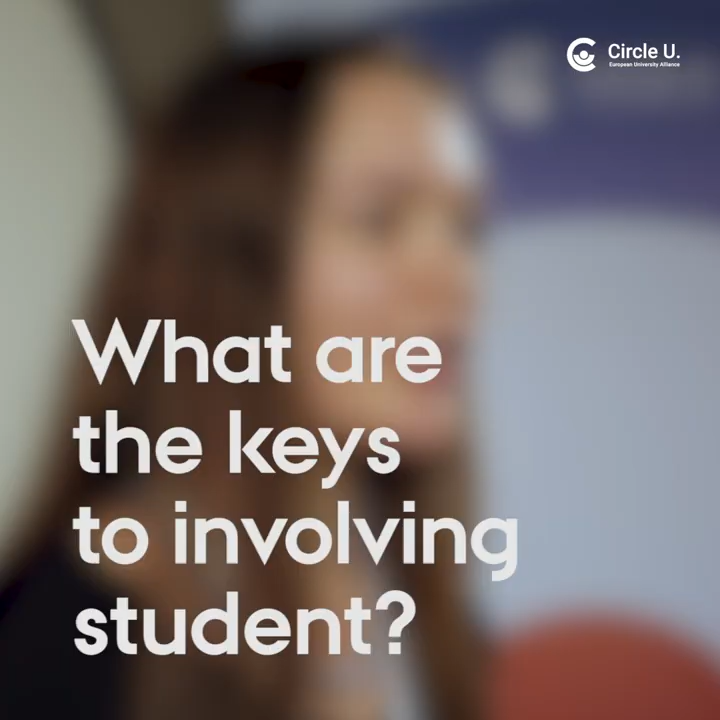 Circle U.
European University Alliance
What are
the keys
to involving
student?